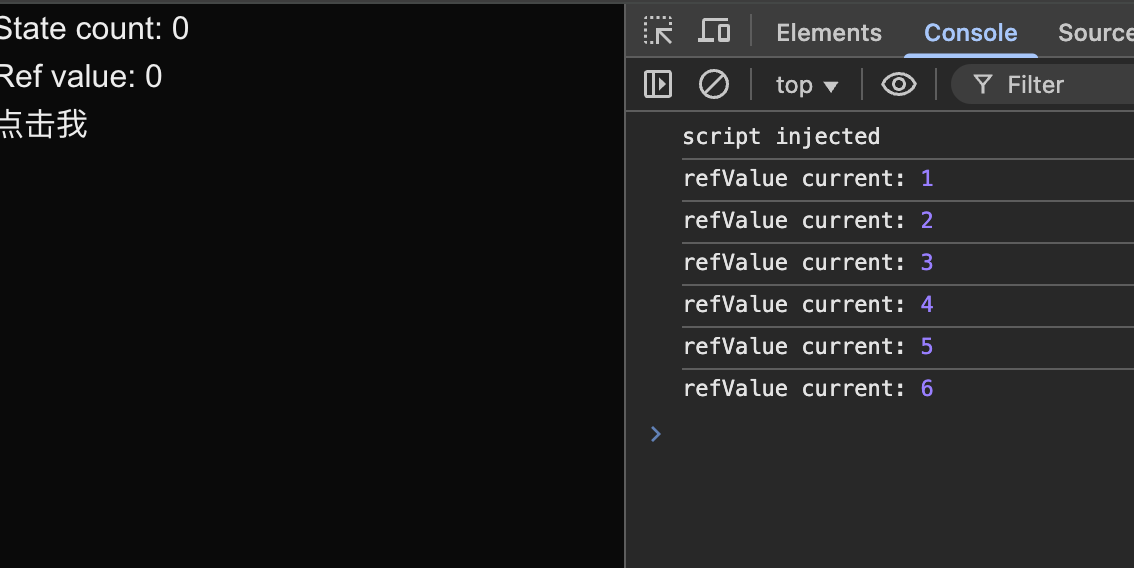 State count: 0
Ref value: 0
点击我
Elements Console Source
top Filter
script injected
refValue current: 1
refValue current: 2
refValue current: 3
refValue current: 4
refValue current: 5
refValue current: 6